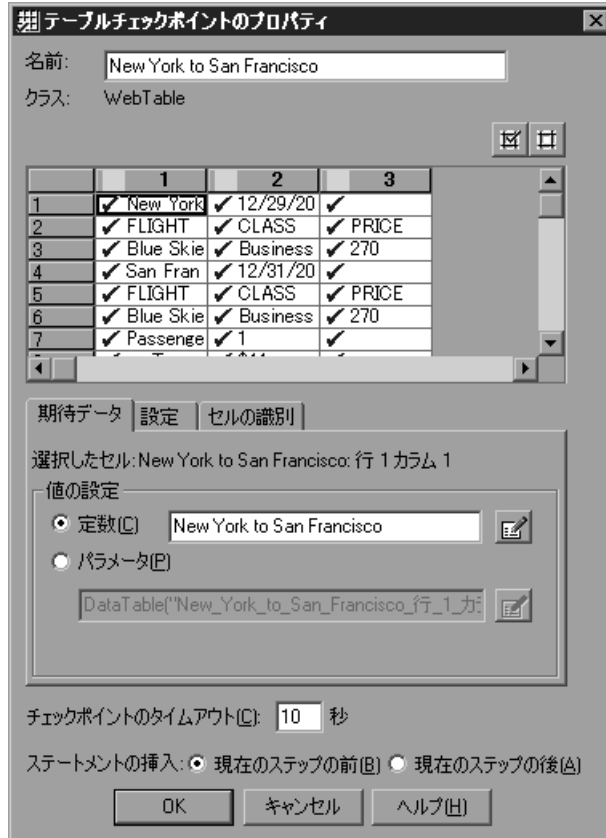 テーブルチェックポイントのプロパティ
名前: New York to San Francisco
クラス: WebTable
1 2 3
1 New York 12/29/20
2 FLIGHT CLASS PRICE
3 Blue Skie Business 270
4 San Fran 12/31/20
5 FLIGHT CLASS PRICE
6 Blue Skie Business 270
7 Passenge 1
期待データ 設定 セルの識別
選択したセル:New York to San Francisco: 行 1 カラム 1
値の設定
定数(C) New York to San Francisco
パラメータ(P)
DataTable("New_York_to_San_Francisco_行_1_カ
チェックポイントのタイムアウト(C): 10 秒
ステートメントの挿入: 現在のステップの前(B) 現在のステップの後(A)
OK キャンセル ヘルプ(H)